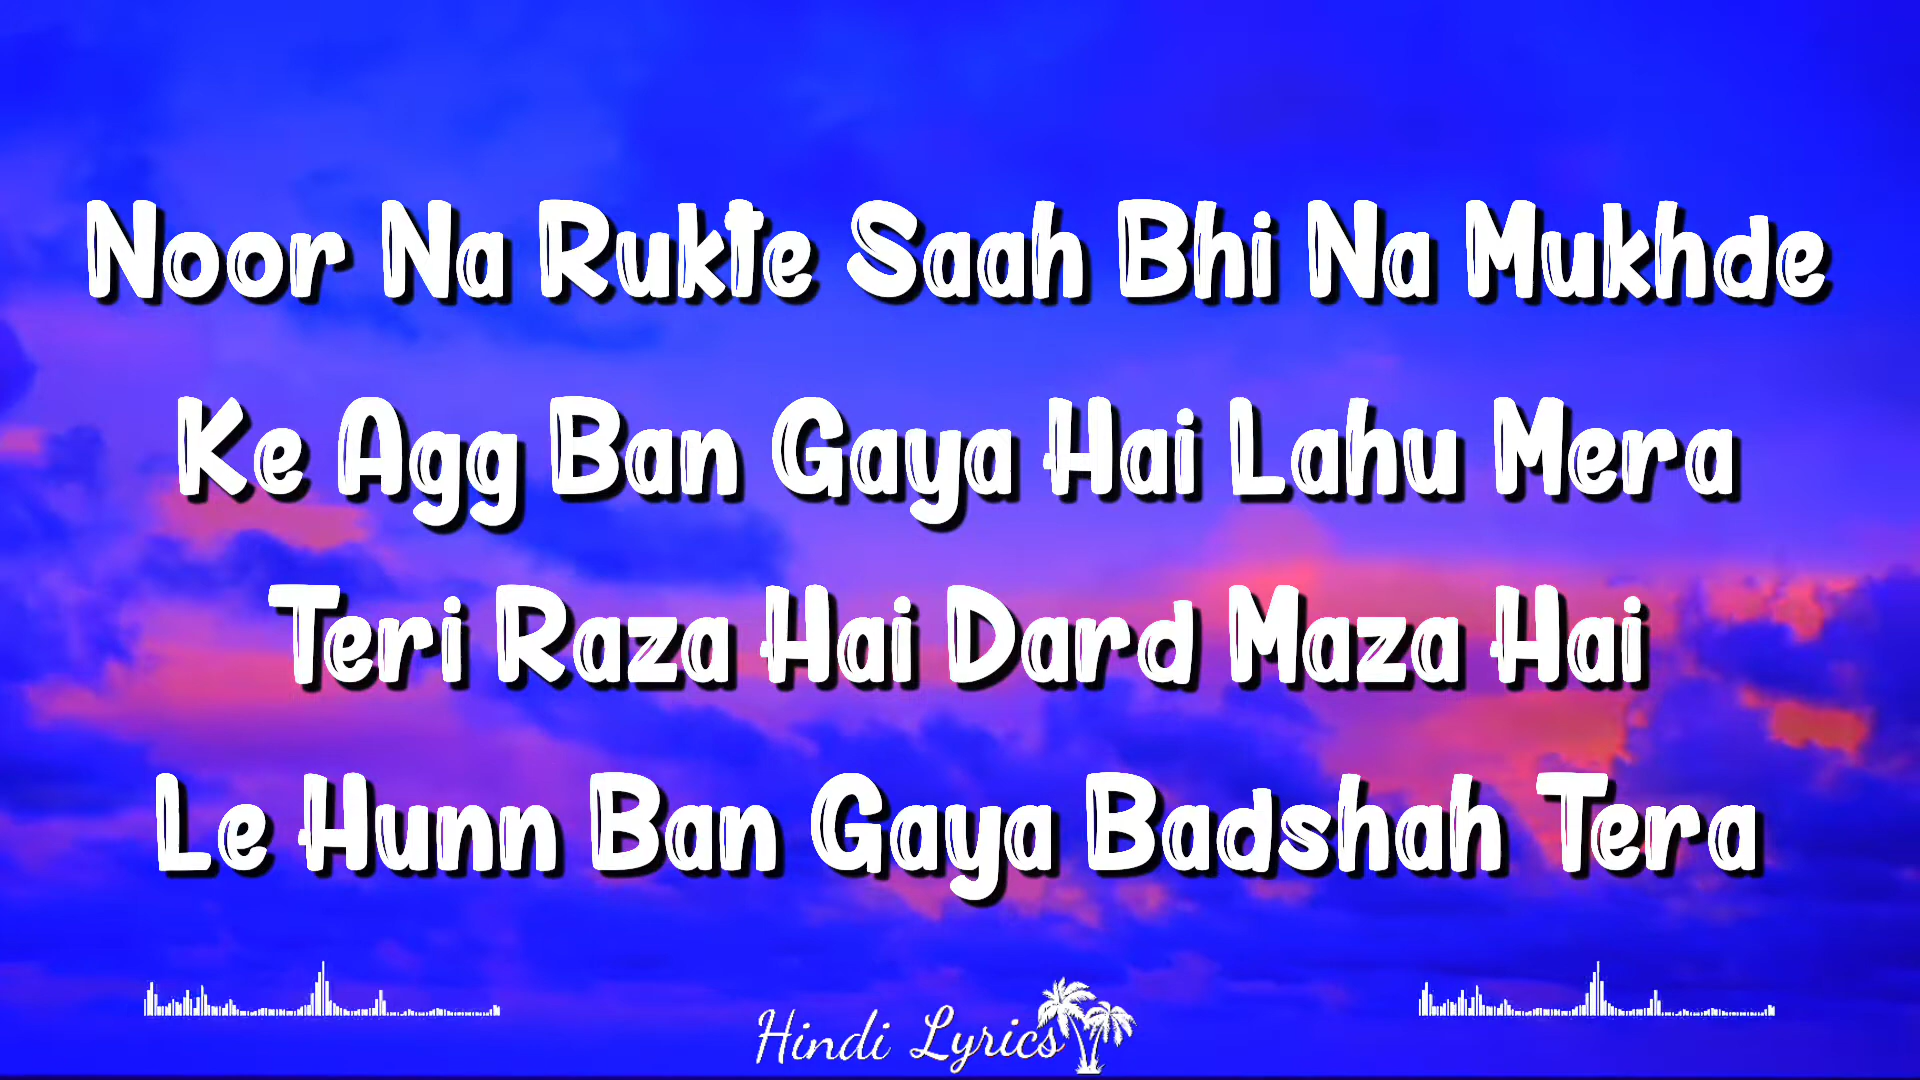 Noor Na Rukte Saah Bhi Na Mukhde
Ke Agg Ban Gaya Hai Lahu Mera
Teri Raza Hai Dard Maza Hai
Le Hunn Ban Gaya Badshah Tera
Hindi Lyrics